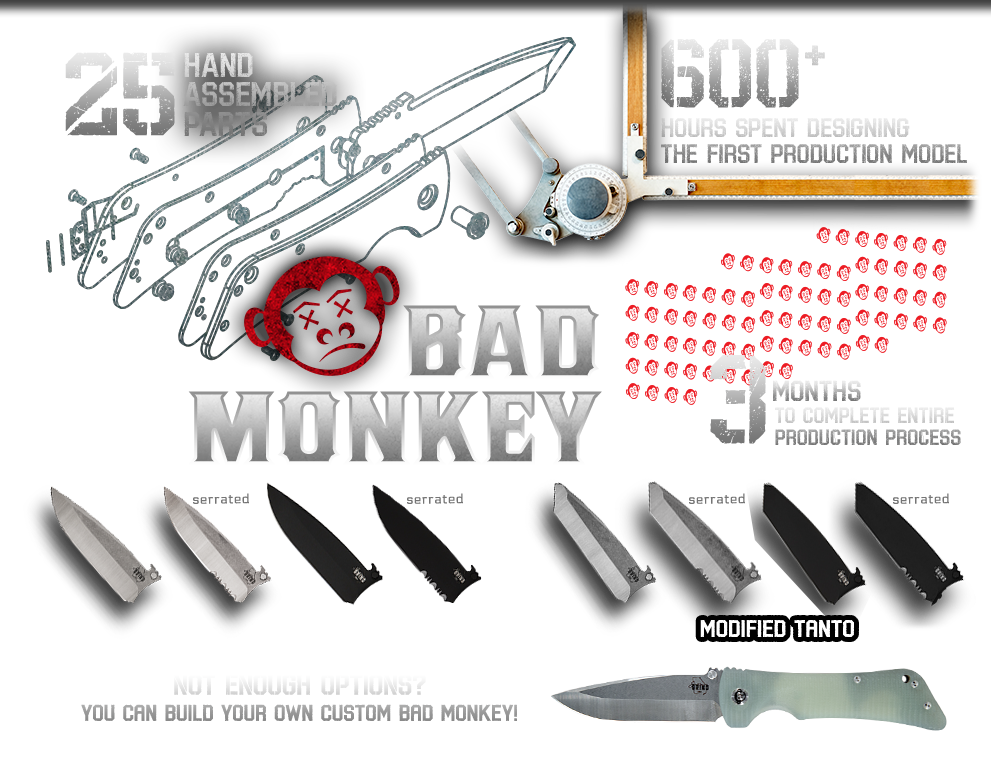 25 HAND
ASSEMBLED
PARTS
600+
HOURS SPENT DESIGNING
THE FIRST PRODUCTION MODEL
BAD
MONKEY
3 MONTHS
TO COMPLETE ENTIRE
PRODUCTION PROCESS
serrated
serrated
serrated
serrated
MODIFIED TANTO
NOT ENOUGH OPTIONS?
YOU CAN BUILD YOUR OWN CUSTOM BAD MONKEY!